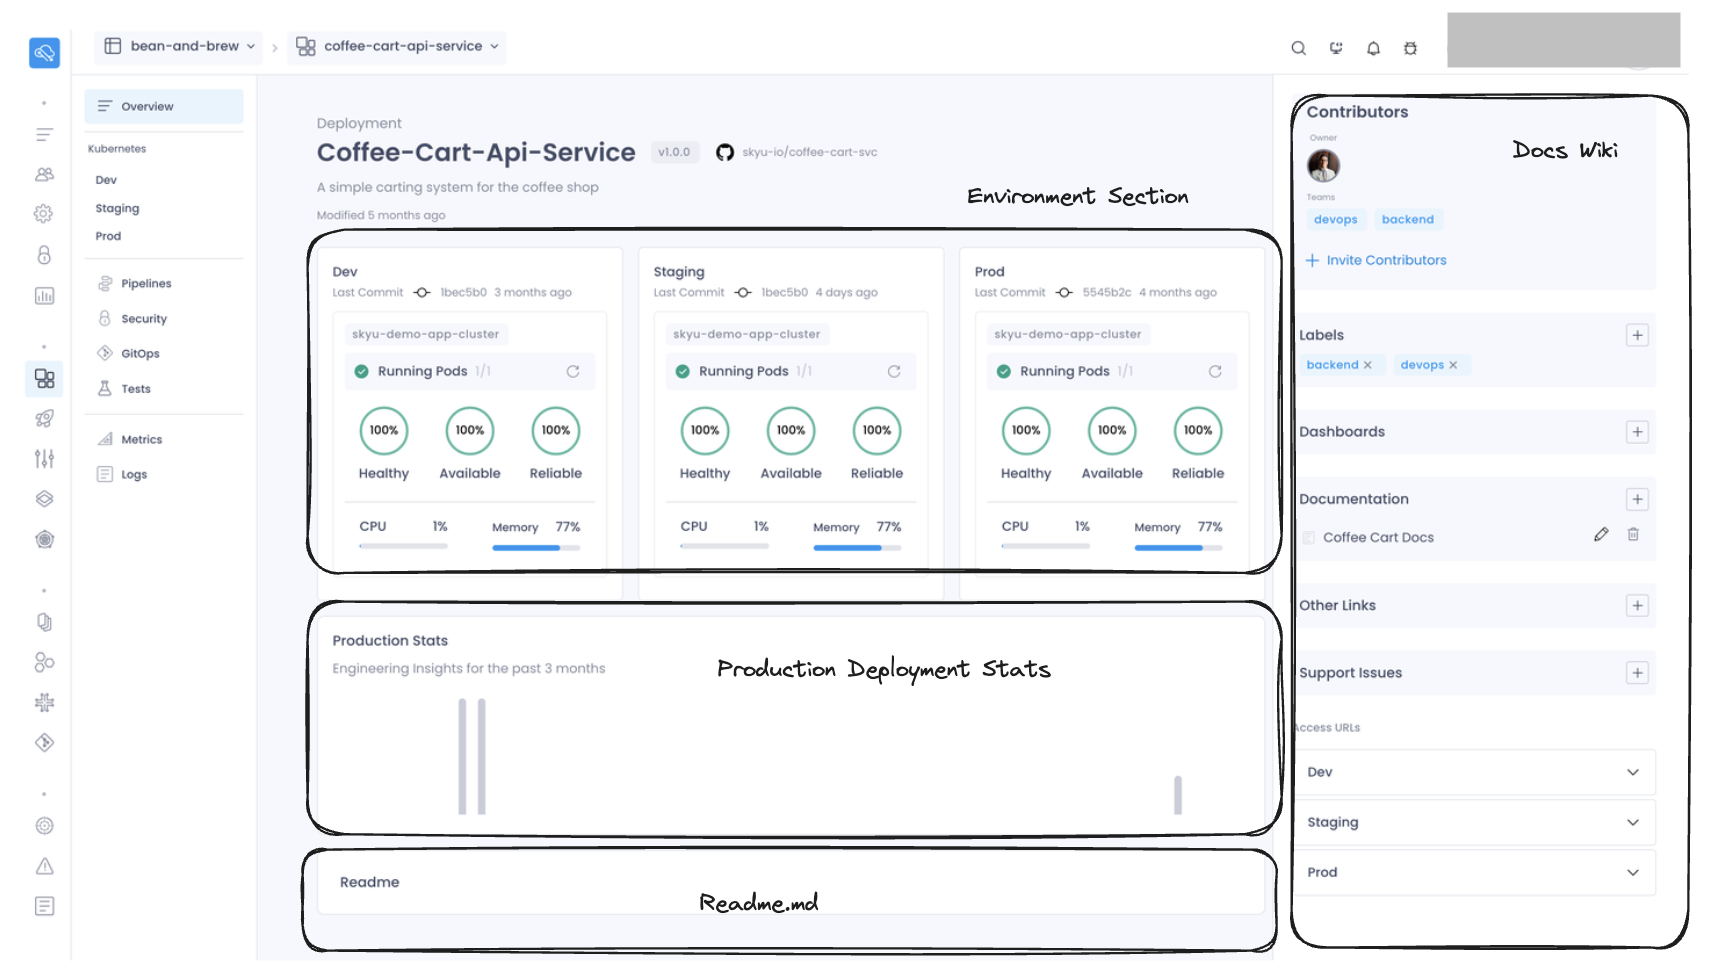 bean-and-brew
coffee-cart-api-service
Overview
Kubernetes
Dev
Staging
Prod
Pipelines
Security
GitOps
Tests
Metrics
Logs
Deployment
Coffee-Cart-Api-Service v1.0.0 skyu-io/coffee-cart-svc
A simple carting system for the coffee shop
Modified 5 months ago
Environment Section
Dev
Last Commit 1bec5b0 3 months ago
skyu-demo-app-cluster
Running Pods 1/1
100% 100% 100%
Healthy Available Reliable
CPU 1% Memory 77%
Staging
Last Commit 1bec5b0 4 days ago
skyu-demo-app-cluster
Running Pods 1/1
100% 100% 100%
Healthy Available Reliable
CPU 1% Memory 77%
Prod
Last Commit 5545b2c 4 months ago
skyu-demo-app-cluster
Running Pods 1/1
100% 100% 100%
Healthy Available Reliable
CPU 1% Memory 77%
Production Stats
Engineering Insights for the past 3 months
Production Deployment Stats
Readme
Readme.md
Contributors
Docs Wiki
Owner
Teams
devops backend
+ Invite Contributors
Labels
backend × devops ×
Dashboards
Documentation
Coffee Cart Docs
Other Links
Support Issues
Access URLs
Dev
Staging
Prod